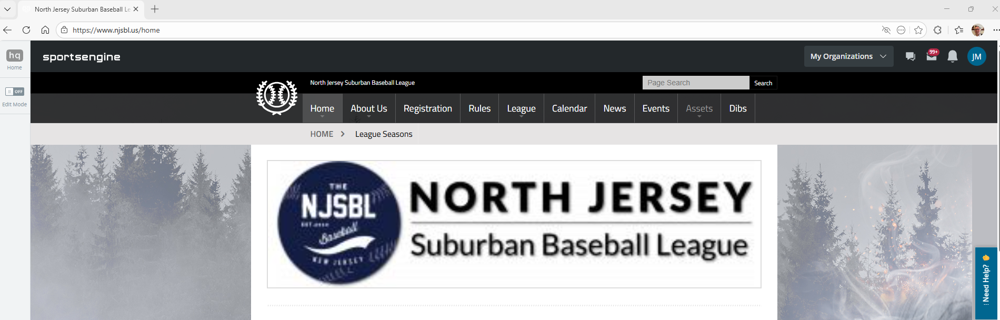 North Jersey Suburban Baseball Le
https://www.njsbl.us/home
hq
Home
sportsengine
My Organizations
99+
JM
OFF
Edit Mode
North Jersey Suburban Baseball League
Page Search
Search
Home
About Us
Registration
Rules
League
Calendar
News
Events
Assets
Dibs
HOME
League Seasons
THE
NJSBL
Baseball
NEW JERSEY
NORTH JERSEY
Suburban Baseball League
Need Help?